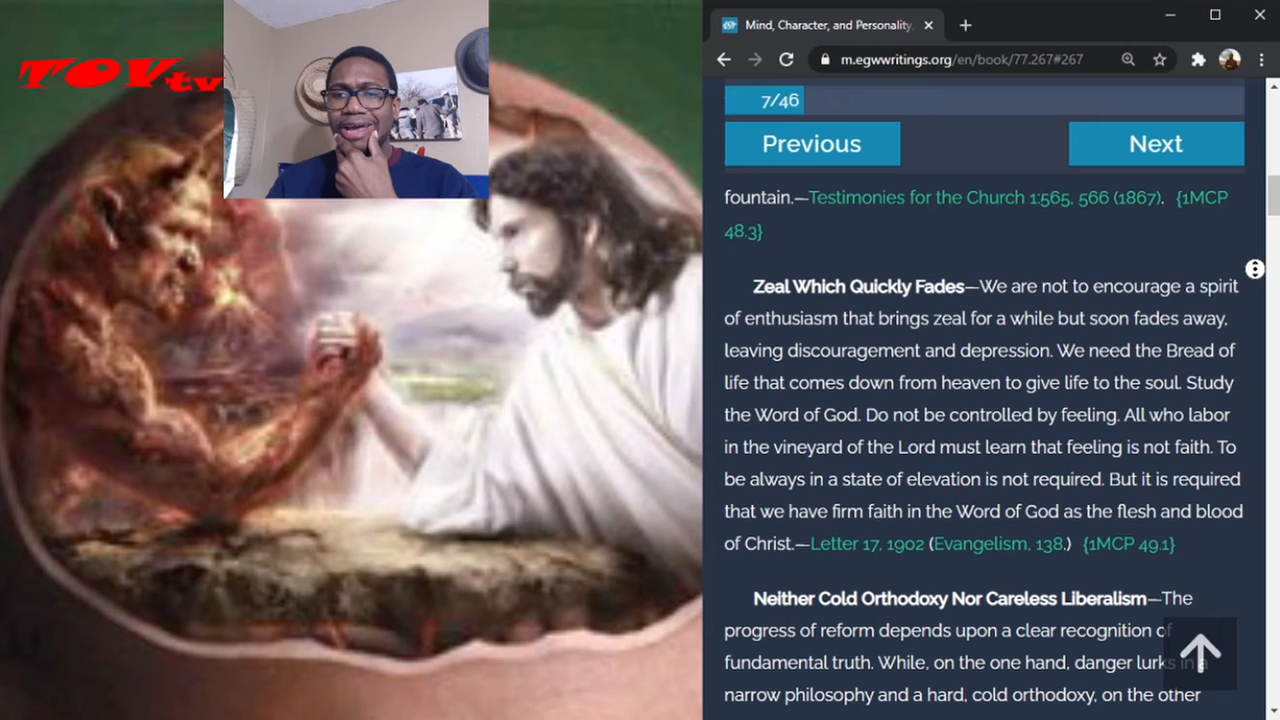 TOVtv
Mind, Character, and Personality,
m.egwwritings.org/en/book/77.267#267
7/46
Previous
Next
fountain.—Testimonies for the Church 1:565, 566 (1867). {1MCP
48.3}
Zeal Which Quickly Fades—We are not to encourage a spirit
of enthusiasm that brings zeal for a while but soon fades away,
leaving discouragement and depression. We need the Bread of
life that comes down from heaven to give life to the soul. Study
the Word of God. Do not be controlled by feeling. All who labor
in the vineyard of the Lord must learn that feeling is not faith. To
be always in a state of elevation is not required. But it is required
that we have firm faith in the Word of God as the flesh and blood
of Christ.—Letter 17, 1902 (Evangelism, 138.) {1MCP 49.1}
Neither Cold Orthodoxy Nor Careless Liberalism—The
progress of reform depends upon a clear recognition of
fundamental truth. While, on the one hand, danger lurks in a
narrow philosophy and a hard, cold orthodoxy, on the other